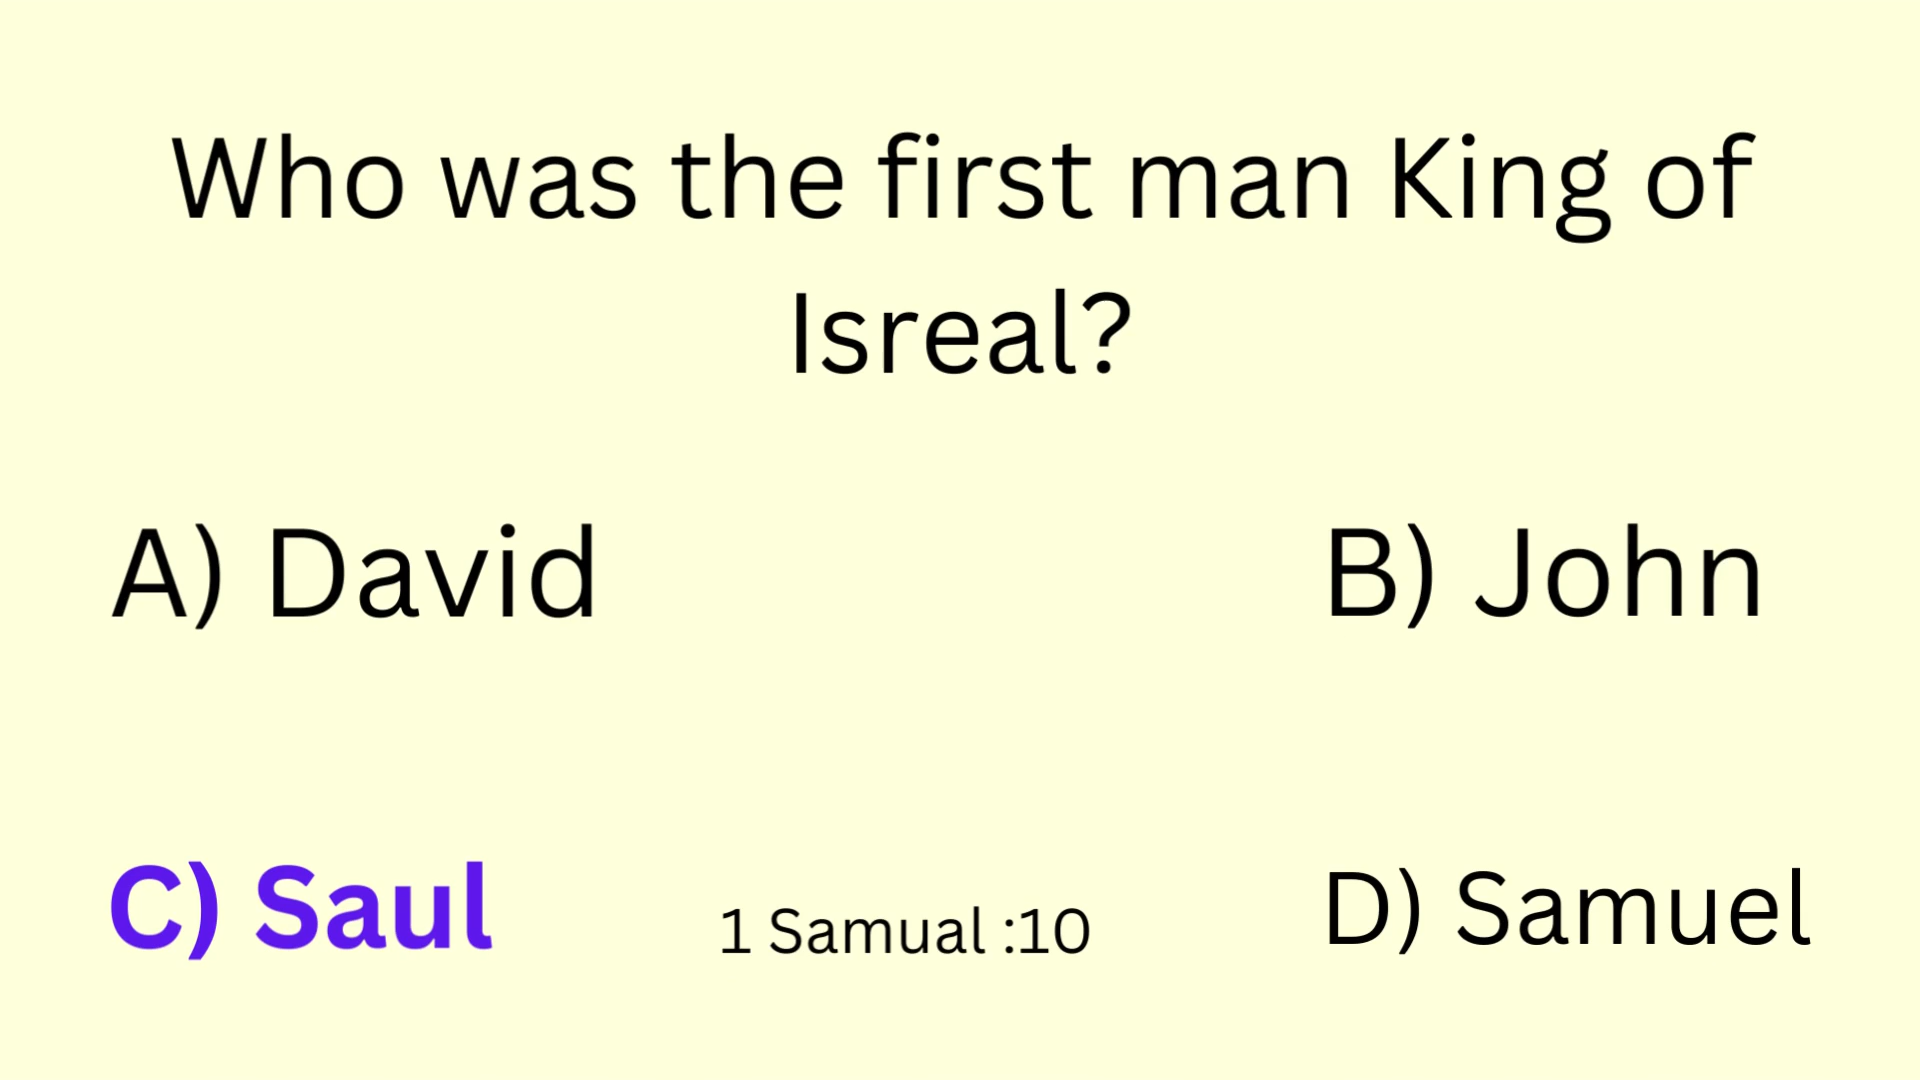 Who was the first man King of
Isreal?
A) David
B) John
C) Saul
1 Samual :10
D) Samuel